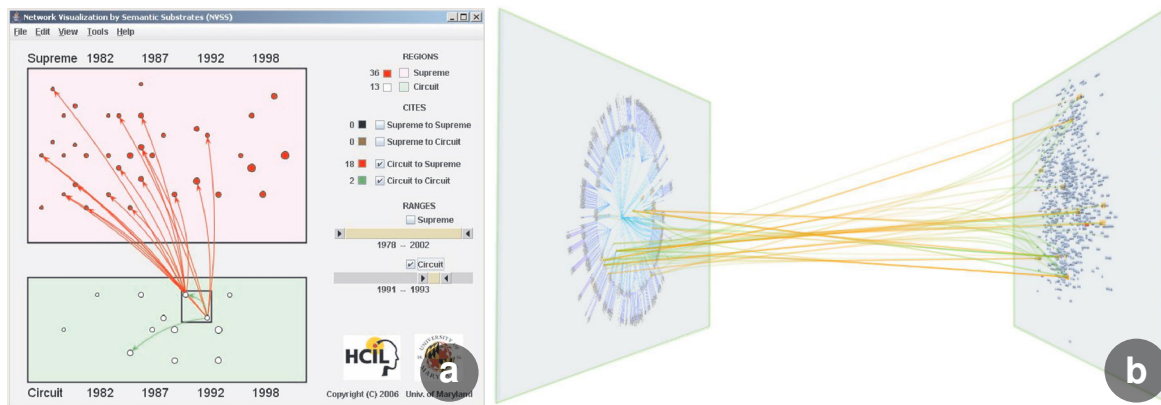 Network Visualization by Semantic Substrates (NVSS)
File Edit View Tools Help
Supreme 1982 1987 1992 1998
REGIONS
36 Supreme
13 Circuit
CITES
0 Supreme to Supreme
0 Supreme to Circuit
18 Circuit to Supreme
2 Circuit to Circuit
RANGES
Supreme
1978 -- 2002
Circuit
1991 -- 1993
HCIL
Circuit 1982 1987 1992 1998
Copyright (C) 2006 Univ. of Maryland
a
b